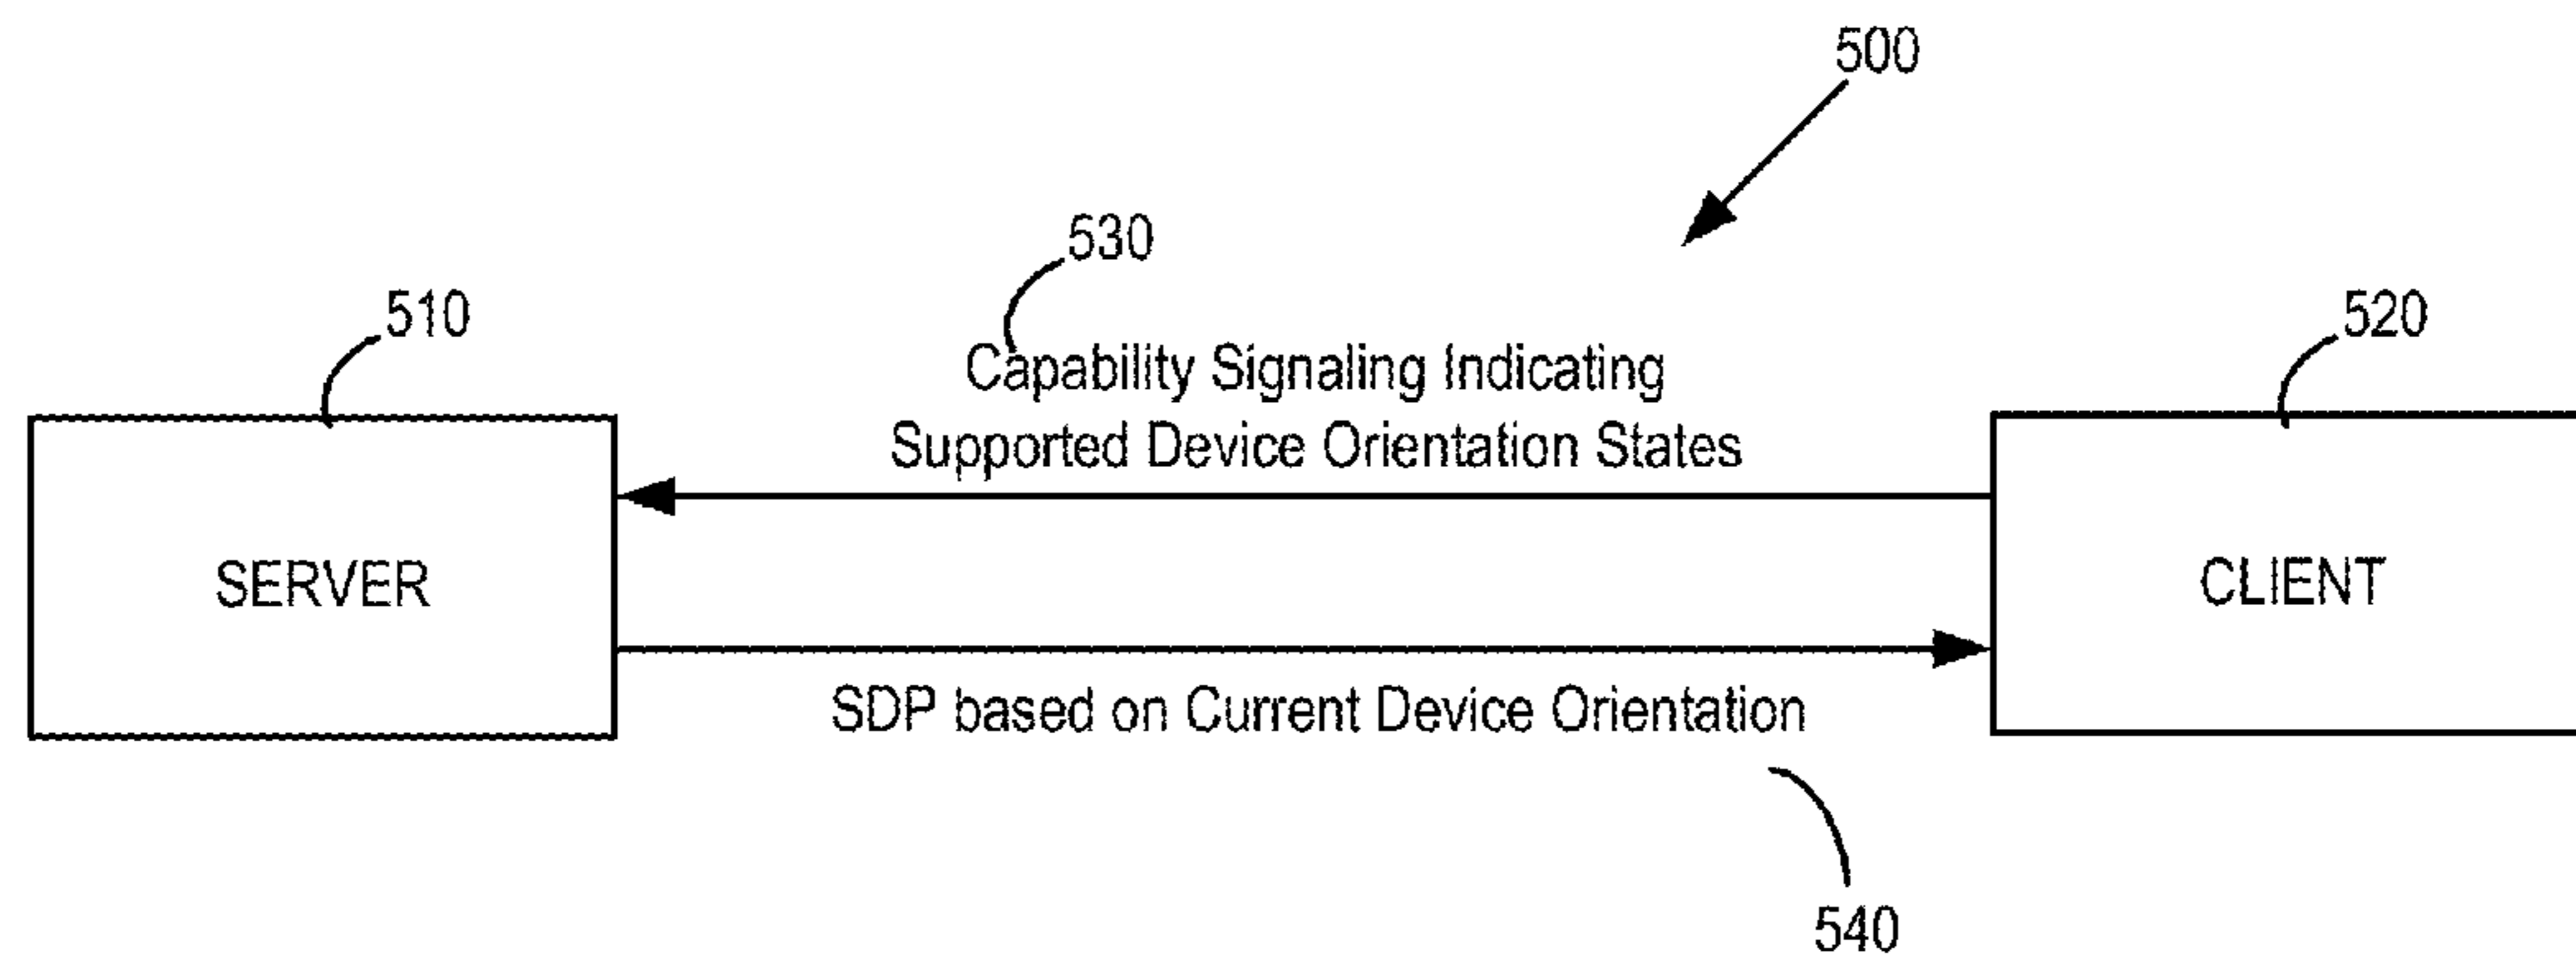 500
530
510
520
Capability Signaling Indicating
Supported Device Orientation States
SERVER
CLIENT
SDP based on Current Device Orientation
540